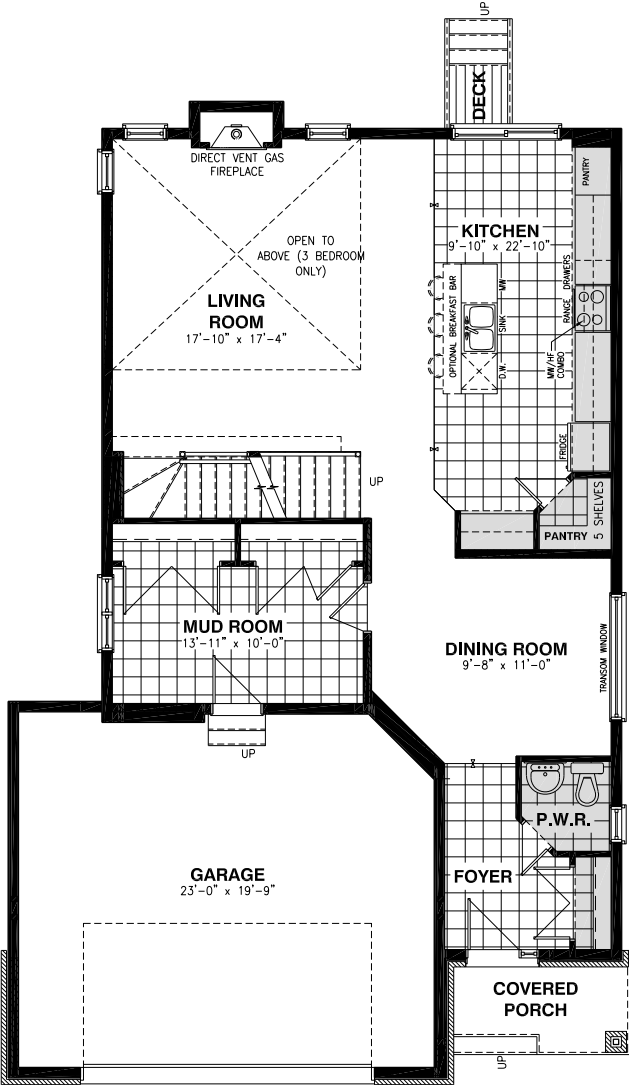 UP
DECK
DIRECT VENT GAS
FIREPLACE
PANTRY
KITCHEN
9'-10" x 22'-10"
OPEN TO
ABOVE (3 BEDROOM
ONLY)
LIVING
ROOM
17'-10" x 17'-4"
OPTIONAL BREAKFAST BAR
MW
SINK
D.W.
RANGE DRAWERS
MW/HF
COMBO
FRIDGE
UP
5 SHELVES
PANTRY
MUD ROOM
13'-11" x 10'-0"
DINING ROOM
9'-8" x 11'-0"
TRANSOM WINDOW
UP
P.W.R.
GARAGE
23'-0" x 19'-9"
FOYER
COVERED
PORCH
UP